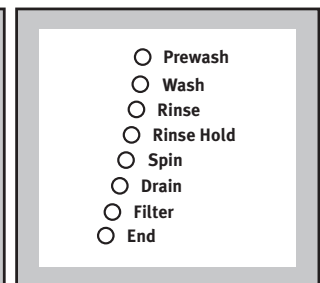 Prewash
Wash
Rinse
Rinse Hold
Spin
Drain
Filter
End